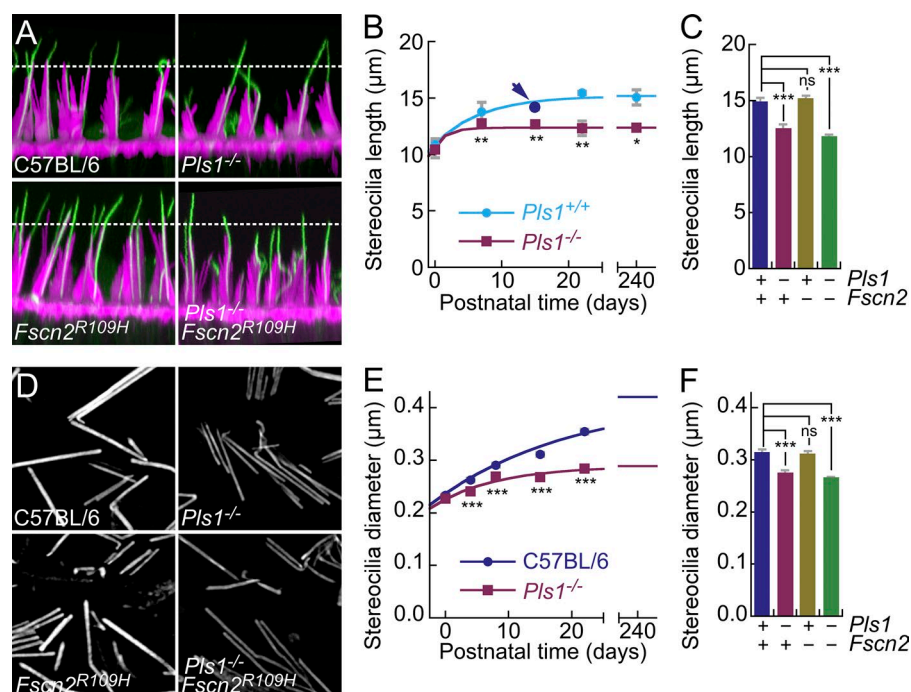 A
C57BL/6
Pls1-/-
Fscn2R109H
Pls1-/-
Fscn2R109H
B
Stereocilia length (µm)
20
15
10
5
0
**
**
**
*
Pls1+/+
Pls1-/-
0 10 20 240
Postnatal time (days)
C
Stereocilia length (µm)
20
15
10
15
0
***
ns
***
+ – + – Pls1
+ + – – Fscn2
D
C57BL/6
Pls1-/-
Fscn2R109H
Pls1-/-
Fscn2R109H
E
Stereocilia diameter (µm)
0.4
0.3
0.2
0.1
0.0
***
***
***
***
C57BL/6
Pls1-/-
0 10 20 240
Postnatal time (days)
F
Stereocilia diameter (µm)
0.4
0.3
0.2
0.1
0.0
***
ns
***
+ – + – Pls1
+ + – – Fscn2